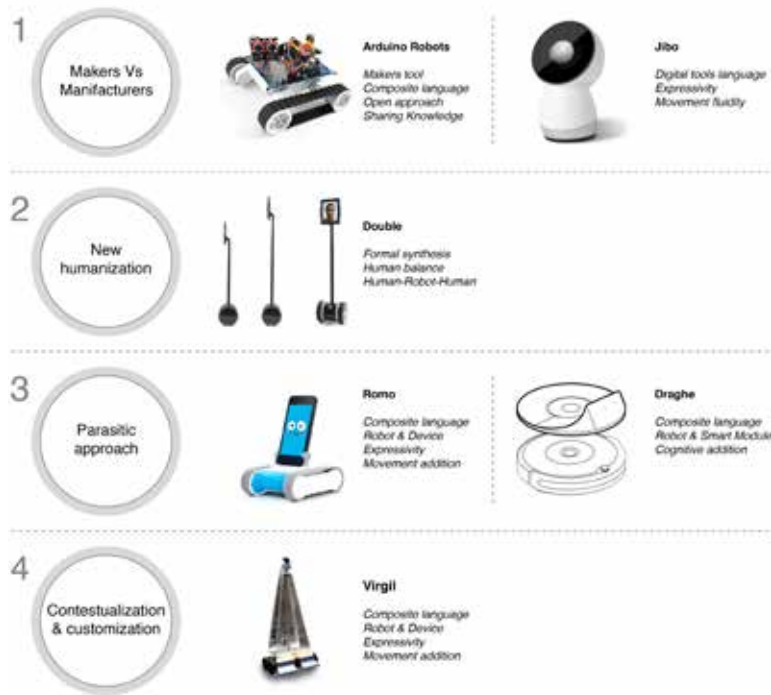 1
Makers Vs
Manifacturers
Arduino Robots
Makers tool
Composite language
Open approach
Sharing Knowledge
Jibo
Digital tools language
Expressivity
Movement fluidity
2
New
humanization
Double
Formal synthesis
Human balance
Human-Robot-Human
3
Parasitic
approach
Romo
Composite language
Robot & Device
Expressivity
Movement addition
Draghe
Composite language
Robot & Smart Module
Cognitive addition
4
Contestualization
& customization
Virgil
Composite language
Robot & Device
Expressivity
Movement addition